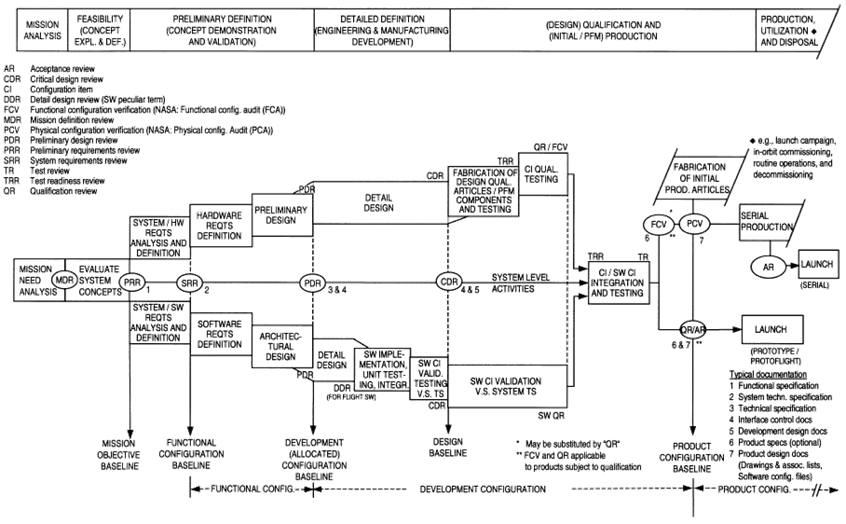 MISSION
ANALYSIS
FEASIBILITY
(CONCEPT
EXPL. & DEF.)
PRELIMINARY DEFINITION
(CONCEPT DEMONSTRATION
AND VALIDATION)
DETAILED DEFINITION
(ENGINEERING & MANUFACTURING
DEVELOPMENT)
(DESIGN) QUALIFICATION AND
(INITIAL / PFM) PRODUCTION
PRODUCTION,
UTILIZATION ◆
AND DISPOSAL
AR Acceptance review
CDR Critical design review
CI Configuration item
DDR Detail design review (SW peculiar term)
FCV Functional configuration verification (NASA: Functional config. audit (FCA))
MDR Mission definition review
PCV Physical configuration verification (NASA: Physical config. Audit (PCA))
PDR Preliminary design review
PRR Preliminary requirements review
SRR System requirements review
TR Test review
TRR Test readiness review
QR Qualification review
◆ e.g., launch campaign,
in-orbit commissioning,
routine operations, and
decommissioning
QR / FCV
TRR
CDR
PDR
SYSTEM / HW
REQTS
ANALYSIS AND
DEFINITION
HARDWARE
REQTS
DEFINITION
PRELIMINARY
DESIGN
DETAIL
DESIGN
FABRICATION OF
DESIGN QUAL.
ARTICLES / PFM
COMPONENTS
AND TESTING
CI QUAL.
TESTING
FABRICATION
OF INITIAL
PROD. ARTICLES
*
FCV
6
**
PCV
7
SERIAL
PRODUCTION
AR
LAUNCH
(SERIAL)
MISSION
NEED
ANALYSIS
MDR
EVALUATE
SYSTEM
CONCEPTS
PRR
1
SRR
2
PDR
3 & 4
CDR
4 & 5
SYSTEM LEVEL
ACTIVITIES
TRR
TR
CI / SW CI
INTEGRATION
AND TESTING
SYSTEM / SW
REQTS
ANALYSIS AND
DEFINITION
SOFTWARE
REQTS
DEFINITION
ARCHITEC-
TURAL
DESIGN
PDR
DETAIL
DESIGN
DDR
(FOR FLIGHT SW)
SW IMPLE-
MENTATION,
UNIT TEST-
ING, INTEGR.
SW CI
VALID.
TESTING
V.S. TS
CDR
SW CI VALIDATION
V.S. SYSTEM TS
SW QR
QR/AR
6 & 7 **
LAUNCH
(PROTOTYPE /
PROTOFLIGHT)
Typical documentation
1 Functional specification
2 System techn. specification
3 Technical specification
4 Interface control docs
5 Development design docs
6 Product specs (optional)
7 Product design docs
(Drawings & assoc. lists,
Software config. files)
MISSION
OBJECTIVE
BASELINE
FUNCTIONAL
CONFIGURATION
BASELINE
DEVELOPMENT
(ALLOCATED)
CONFIGURATION
BASELINE
DESIGN
BASELINE
* May be substituted by "QR"
** FCV and QR applicable
to products subject to qualification
PRODUCT
CONFIGURATION
BASELINE
FUNCTIONAL CONFIG.
DEVELOPMENT CONFIGURATION
PRODUCT CONFIG.